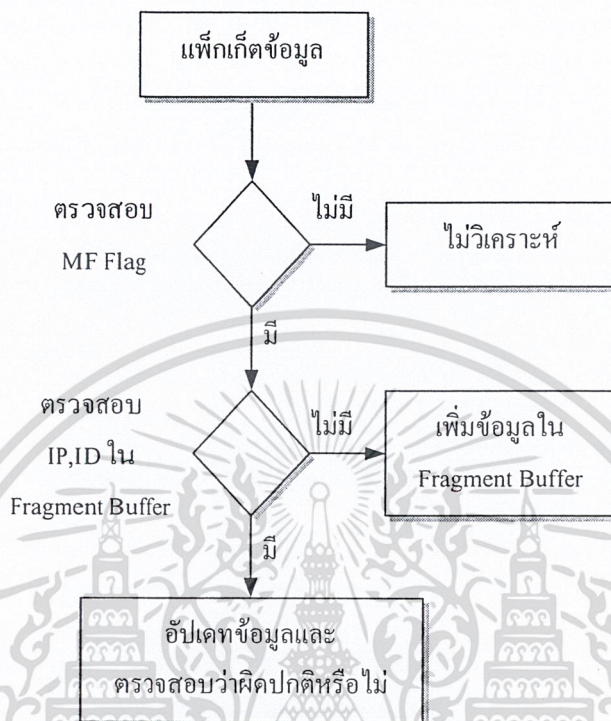 แพ็กเก็ตข้อมูล
ตรวจสอบ
MF Flag
ไม่มี
ไม่วิเคราะห์
มี
ตรวจสอบ
IP,ID ใน
Fragment Buffer
ไม่มี
เพิ่มข้อมูลใน
Fragment Buffer
มี
อัปเดทข้อมูลและ
ตรวจสอบว่าผิดปกติหรือไม่